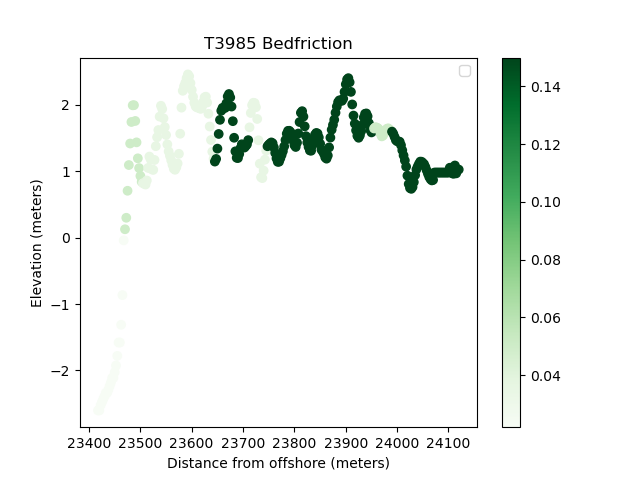 T3985 Bedfriction
Elevation (meters)
2
1
0
−1
−2
23400 23500 23600 23700 23800 23900 24000 24100
Distance from offshore (meters)
0.14
0.12
0.10
0.08
0.06
0.04